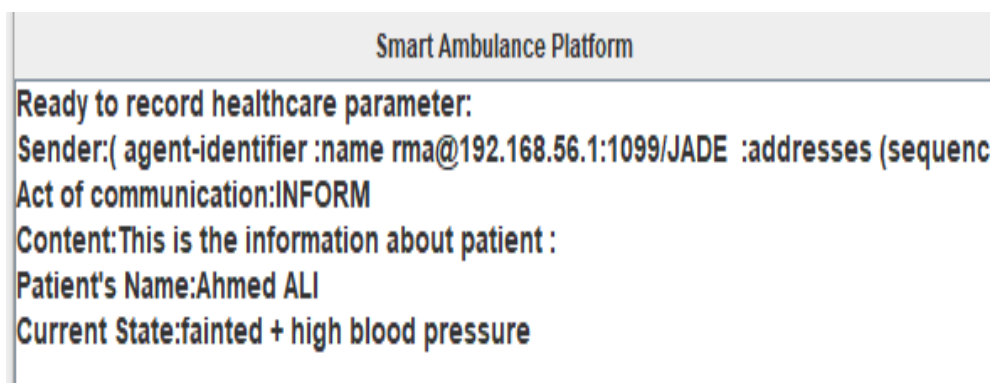 Smart Ambulance Platform
Ready to record healthcare parameter:
Sender:( agent-identifier :name rma@192.168.56.1:1099/JADE :addresses (sequenc
Act of communication:INFORM
Content:This is the information about patient :
Patient's Name:Ahmed ALI
Current State:fainted + high blood pressure